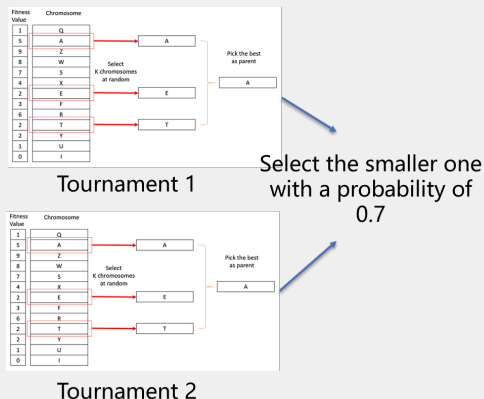 Fitness Chromosome
Value
1 Q
5 A
9 Z
8 W
7 S
4 X
2 E
3 F
6 R
2 T
2 Y
1 U
0 I
Select
K chromosomes
at random
A
E
T
Pick the best
as parent
A
Tournament 1
Select the smaller one
with a probability of
0.7
Fitness Chromosome
Value
1 Q
5 A
9 Z
8 W
7 S
4 X
2 E
3 F
6 R
2 T
2 Y
1 U
0 I
Select
K chromosomes
at random
A
E
T
Pick the best
as parent
A
Tournament 2